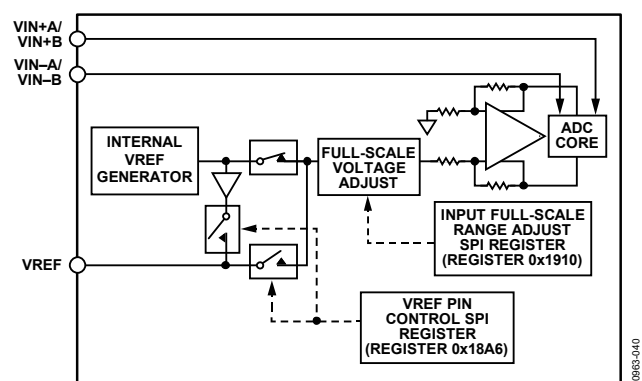 VIN+A/
VIN+B
VIN–A/
VIN–B
INTERNAL
VREF
GENERATOR
FULL-SCALE
VOLTAGE
ADJUST
ADC
CORE
INPUT FULL-SCALE
RANGE ADJUST
SPI REGISTER
(REGISTER 0x1910)
VREF
VREF PIN
CONTROL SPI
REGISTER
(REGISTER 0x18A6)
0963-040